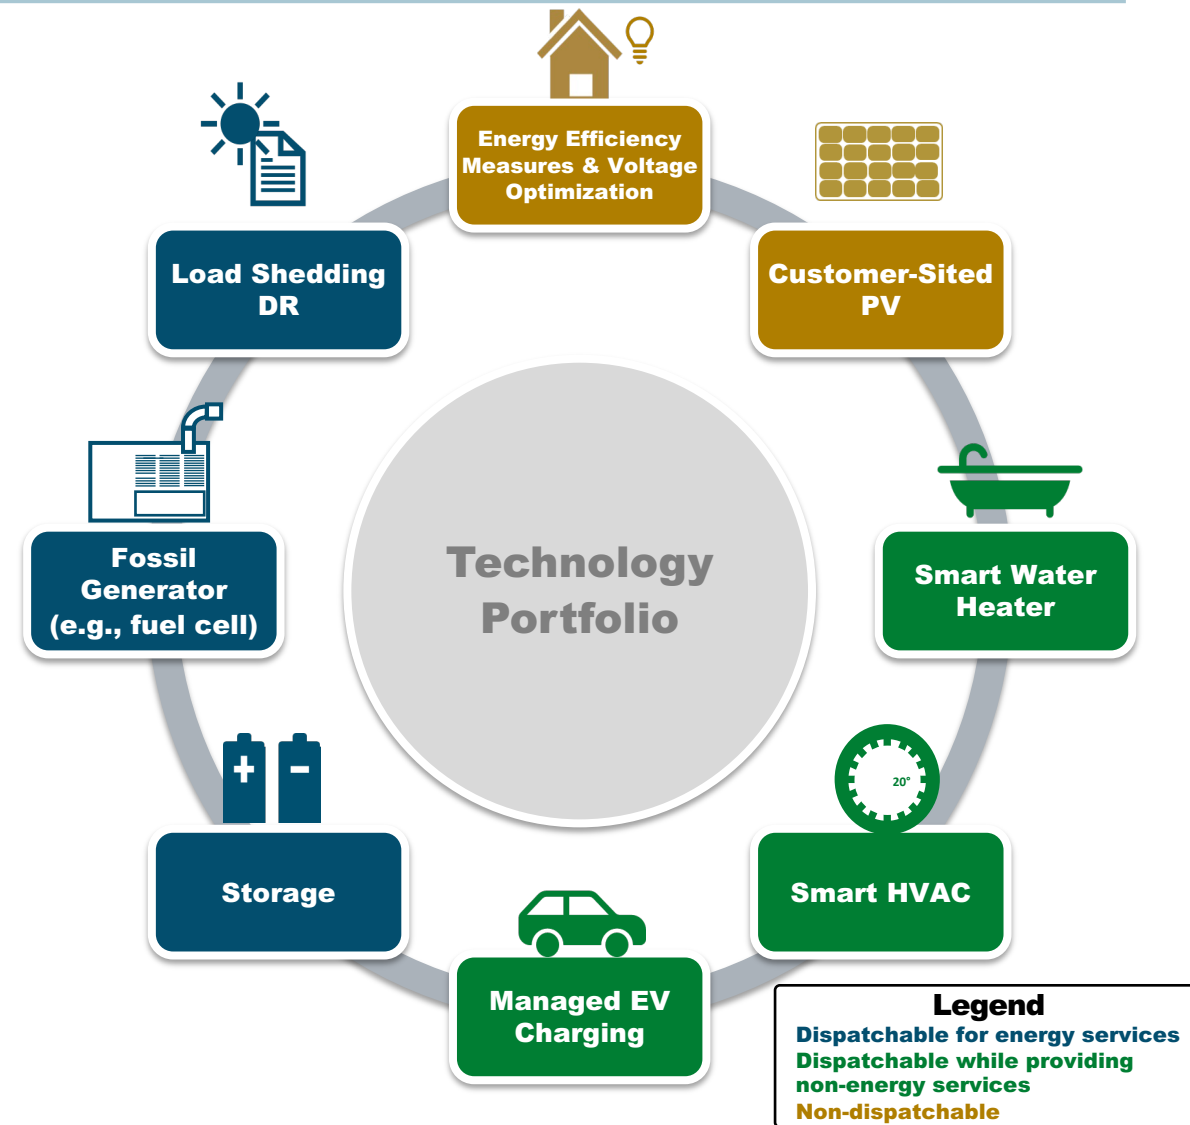 Energy Efficiency
Measures & Voltage
Optimization
Customer-Sited
PV
Load Shedding
DR
Fossil
Generator
(e.g., fuel cell)
Technology
Portfolio
Smart Water
Heater
20°
+ -
Storage
Smart HVAC
Managed EV
Charging
Legend
Dispatchable for energy services
Dispatchable while providing
non-energy services
Non-dispatchable